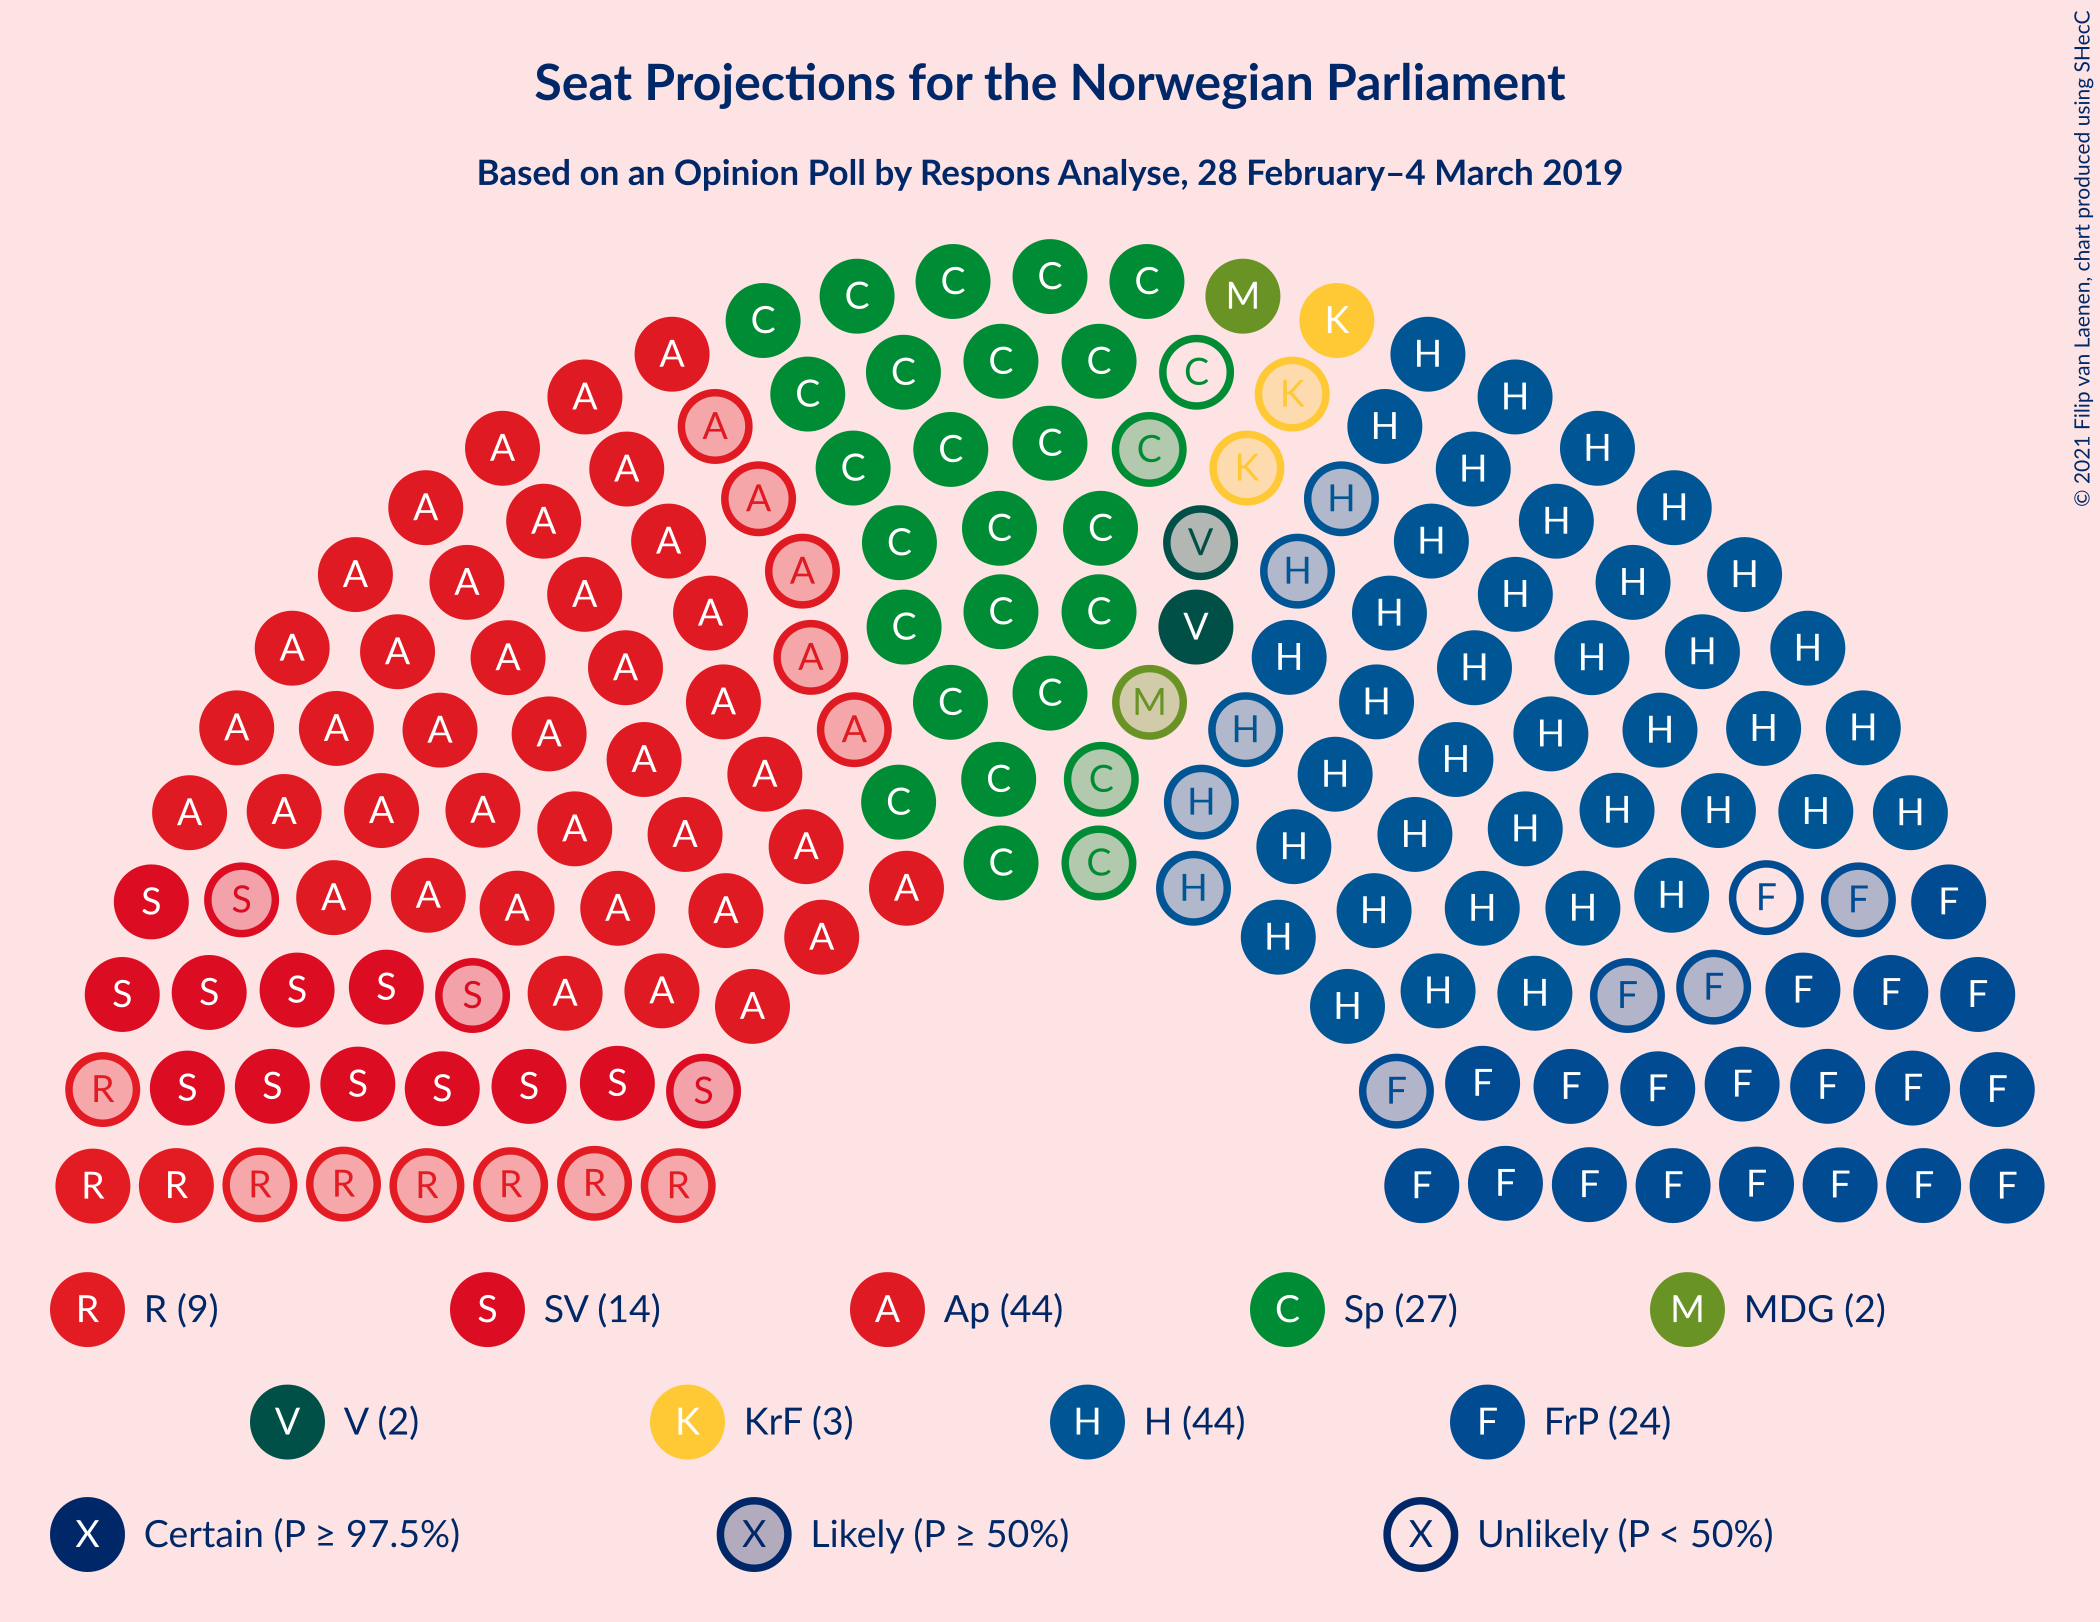 Seat Projections for the Norwegian Parliament
Based on an Opinion Poll by Respons Analyse, 28 February–4 March 2019
© 2021 Filip van Laenen, chart produced using SHecC
C C C C C M K
A C C C C C K H
A A C C C C K H H
A A A C C C V H H H
A A A A C C C V H H H H
A A A A A C C M H H H H H
A A A A A A C C C H H H H H H
A A A A A A A C C H H H H H H H
A A A A A A A A H H H H H H H H
S S A A A A A A H H H H H F F F
S S S S S A A A H H H F F F F F
R S S S S S S S F F F F F F F F
R R R R R R R R F F F F F F F F
R R (9) S SV (14) A Ap (44) C Sp (27) M MDG (2)
V V (2) K KrF (3) H H (44) F FrP (24)
X Certain (P ≥ 97.5%) X Likely (P ≥ 50%) X Unlikely (P < 50%)